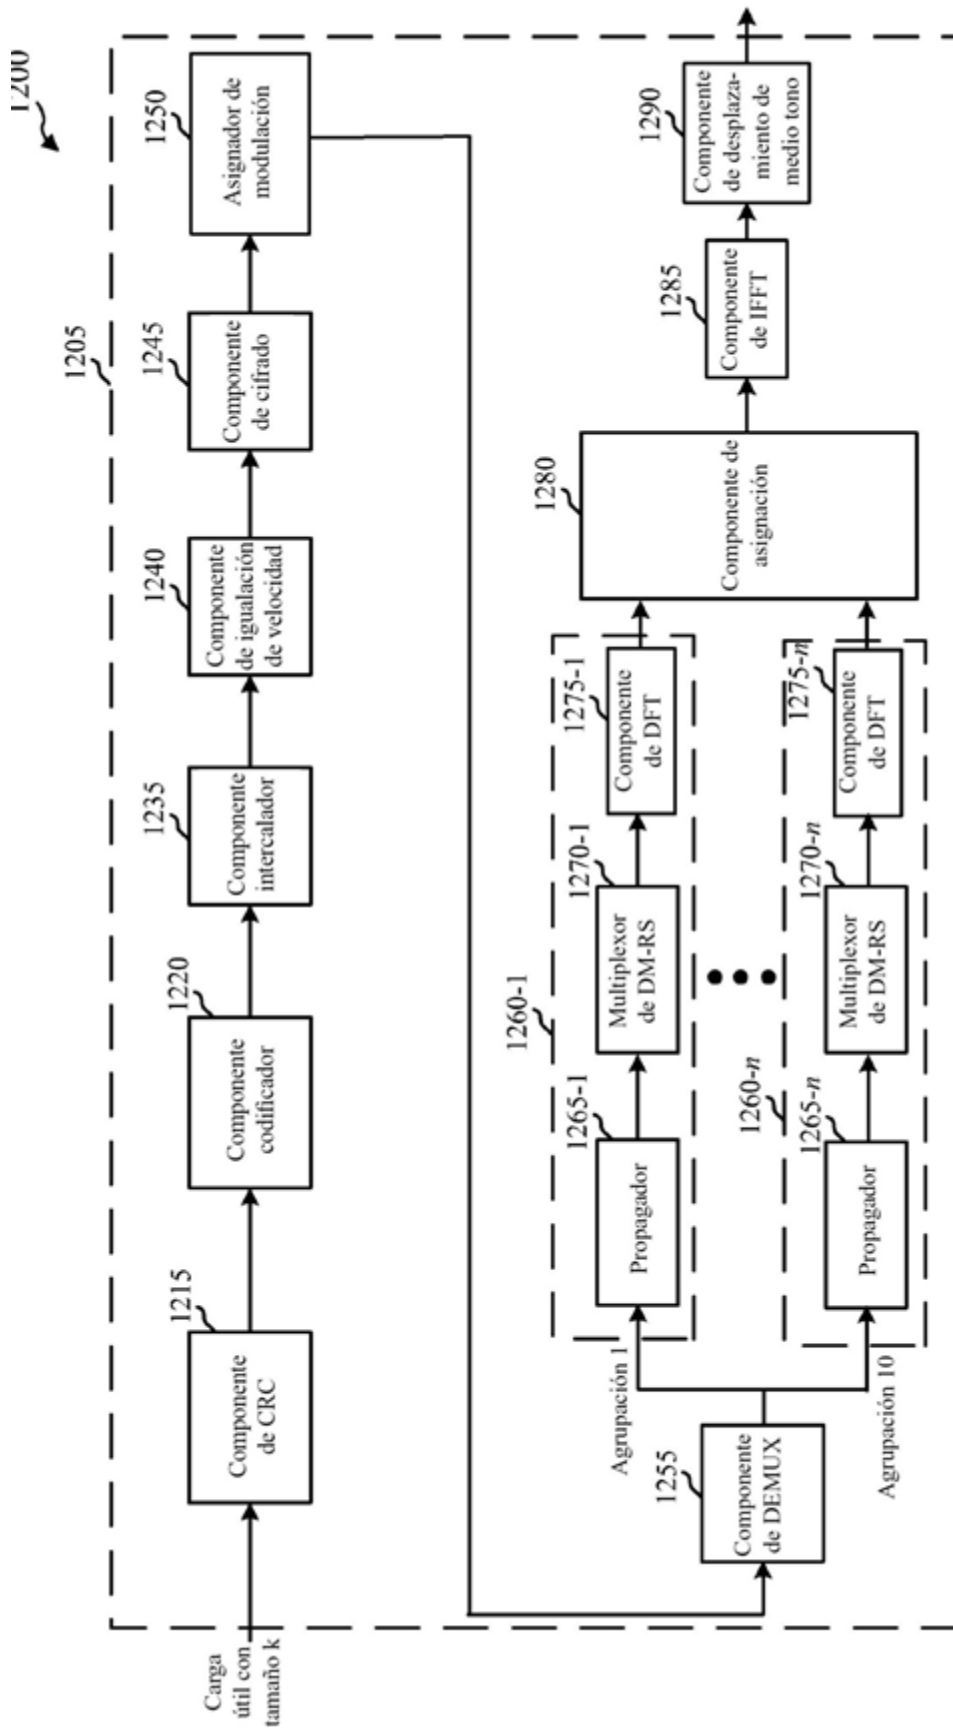 1200
1205
Carga
útil con
tamaño k
1215
Componente
de CRC
1220
Componente
codificador
1235
Componente
intercalador
1240
Componente
de igualación
de velocidad
1245
Componente
de cifrado
1250
Asignador de
modulación
1255
Componente
de DEMUX
Agrupación 1
1260-1
1265-1
Propagador
1270-1
Multiplexor
de DM-RS
1275-1
Componente
de DFT
Agrupación 10
1260-n
1265-n
Propagador
1270-n
Multiplexor
de DM-RS
1275-n
Componente
de DFT
1280
Componente de
asignación
1285
Componente
de IFFT
1290
Componente
de desplaza-
miento de
medio tono